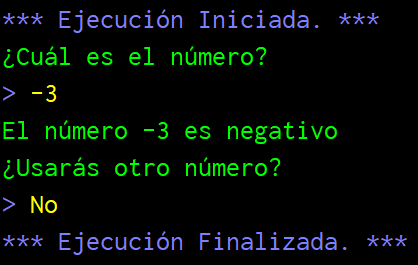 *** Ejecución Iniciada. ***
¿Cuál es el número?
> -3
El número -3 es negativo
¿Usarás otro número?
> No
*** Ejecución Finalizada. ***